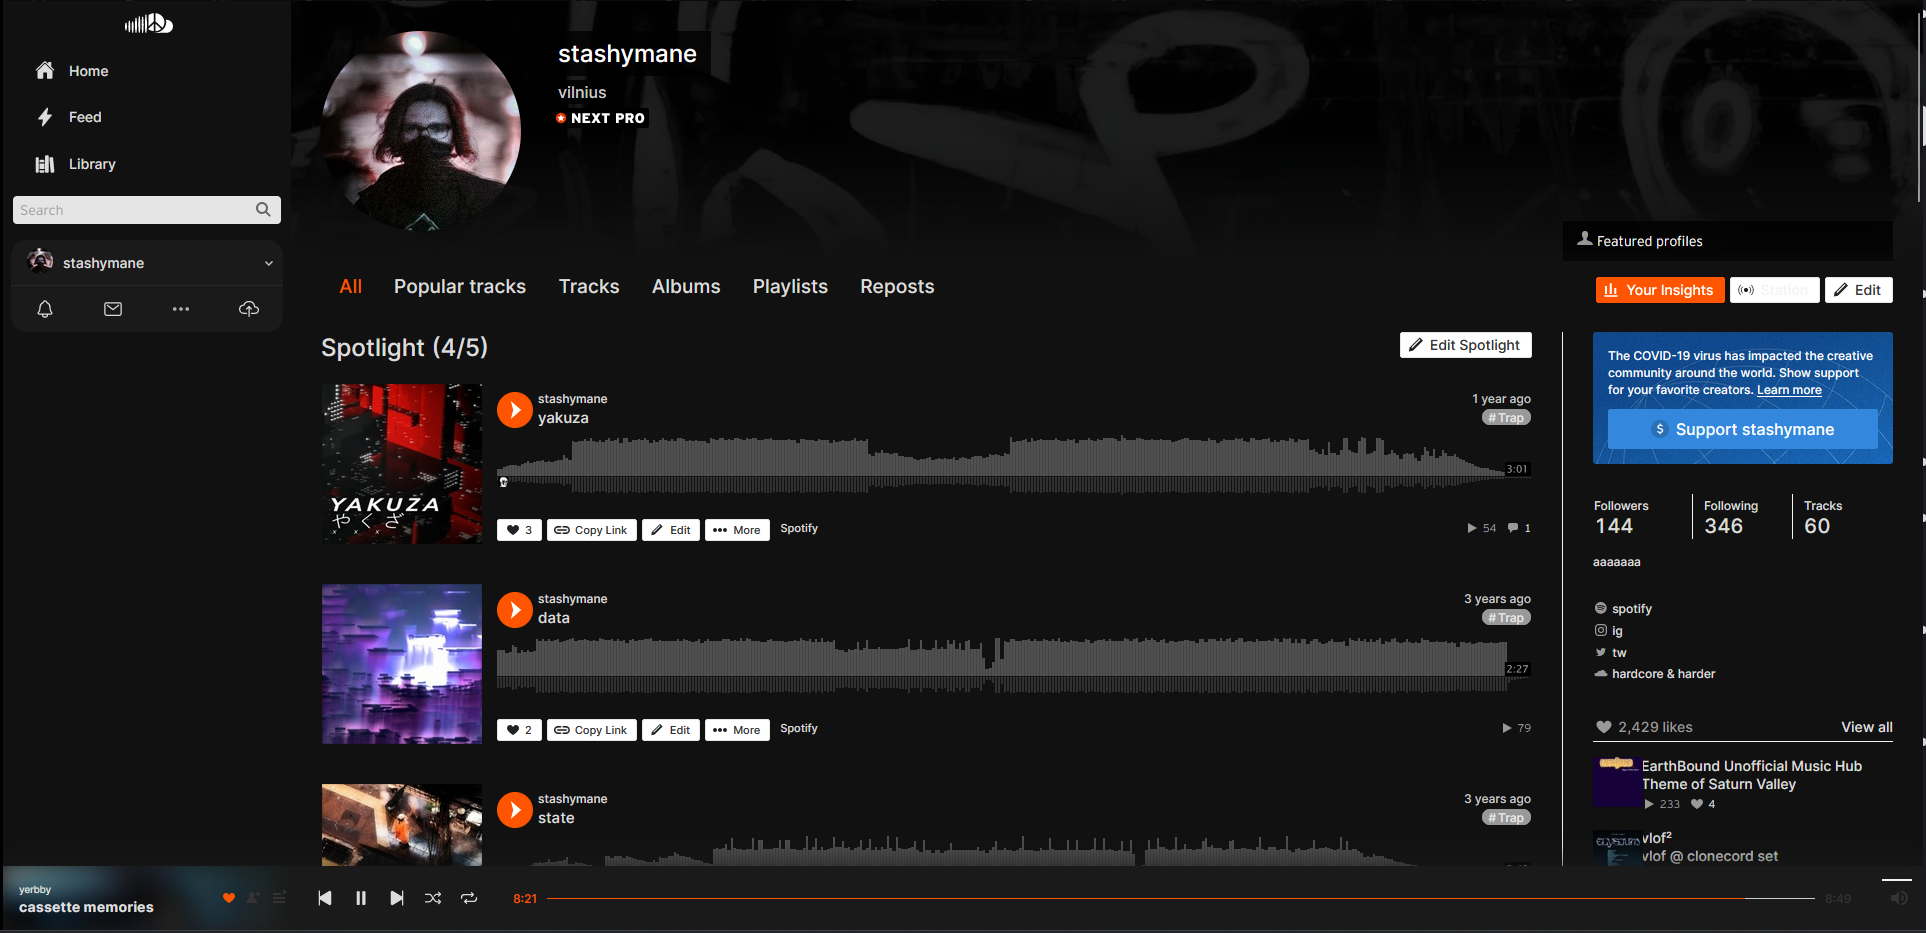 Home
Feed
Library
Search
stashymane
stashymane
vilnius
NEXT PRO
Featured profiles
All
Popular tracks
Tracks
Albums
Playlists
Reposts
Your Insights
Station
Edit
Spotlight (4/5)
Edit Spotlight
YAKUZA
やくざ
x x x
stashymane
yakuza
1 year ago
# Trap
3:01
3
Copy Link
Edit
More
Spotify
54
1
stashymane
data
3 years ago
# Trap
2:27
2
Copy Link
Edit
More
Spotify
79
stashymane
state
3 years ago
# Trap
The COVID-19 virus has impacted the creative
community around the world. Show support
for your favorite creators. Learn more
Support stashymane
Followers
144
Following
346
Tracks
60
aaaaaaa
spotify
ig
tw
hardcore & harder
2,429 likes
View all
EarthBound Unofficial Music Hub
Theme of Saturn Valley
233
4
vlof²
vlof @ clonecord set
yerbby
cassette memories
8:21
8:49